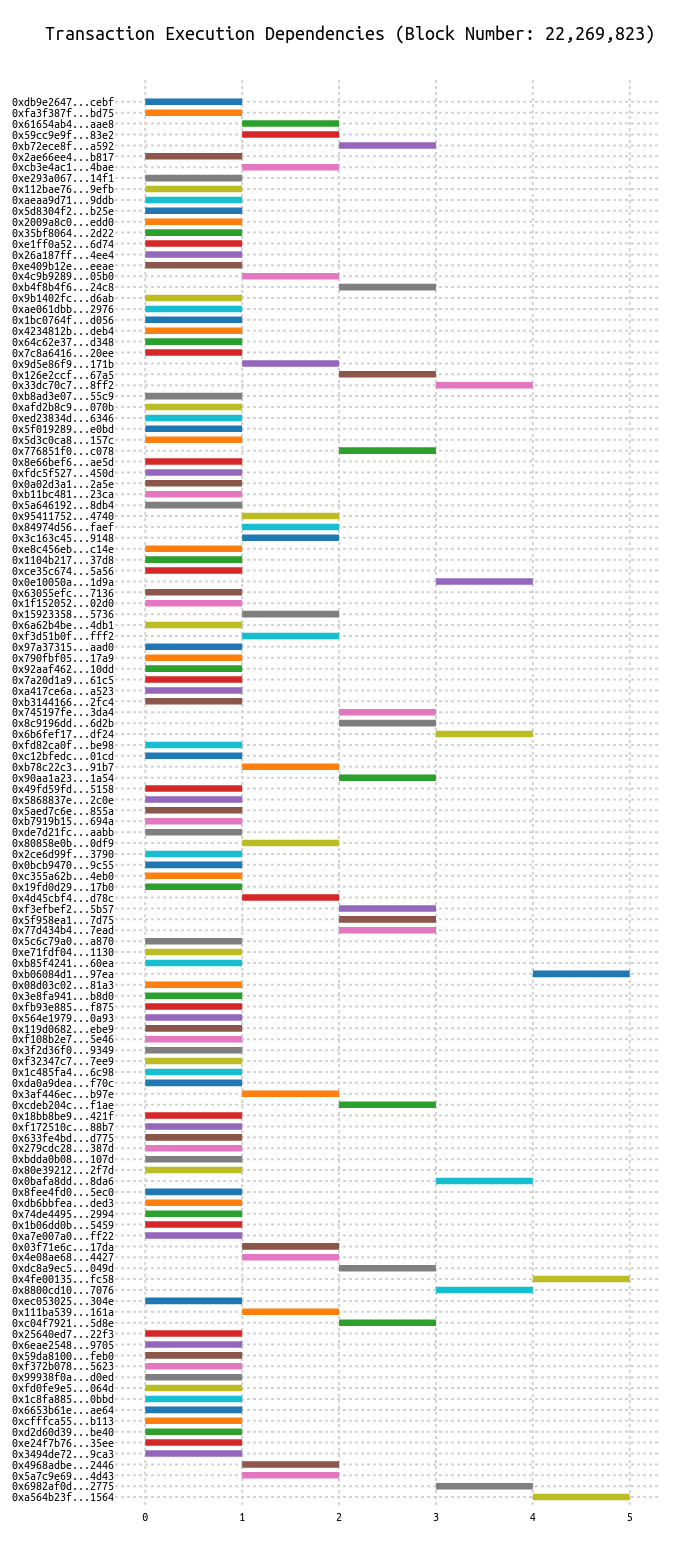 Transaction Execution Dependencies (Block Number: 22,269,823)
0xdb9e2647...cebf
0xfa3f387f...bd75
0x61654ab4...aae8
0x59cc9e9f...83e2
0xb72ece8f...a592
0x2ae66ee4...b817
0xcb3e4ac1...4bae
0xe293a067...14f1
0x112bae76...9efb
0xaeaa9d71...9ddb
0x5d8304f2...b25e
0x2009a8c0...edd0
0x35bf8064...2d22
0xe1ff0a52...6d74
0x26a187ff...4ee4
0xe409b12e...eeae
0x4c9b9289...05b0
0xb4f8b4f6...24c8
0x9b1402fc...d6ab
0xae061dbb...2976
0x1bc0764f...d056
0x4234812b...deb4
0x64c62e37...d348
0x7c8a6416...20ee
0x9d5e86f9...171b
0x126e2ccf...67a5
0x33dc70c7...8ff2
0xb8ad3e07...55c9
0xafd2b8c9...070b
0xed23834d...6346
0x5f019289...e0bd
0x5d3c0ca8...157c
0x776851f0...c078
0x8e66bef6...ae5d
0xfdc5f527...450d
0x0a02d3a1...2a5e
0xb11bc481...23ca
0x5a646192...8db4
0x95411752...4740
0x84974d56...faef
0x3c163c45...9148
0xe8c456eb...c14e
0x1104b217...37d8
0xce35c674...5a56
0x0e10050a...1d9a
0x63055efc...7136
0x1f152052...02d0
0x15923358...5736
0x6a62b4be...4db1
0xf3d51b0f...fff2
0x97a37315...aad0
0x790fbf05...17a9
0x92aaf462...10dd
0x7a20d1a9...61c5
0xa417ce6a...a523
0xb3144166...2fc4
0x745197fe...3da4
0x8c9196dd...6d2b
0x6b6fef17...df24
0xfd82ca0f...be98
0xc12bfedc...01cd
0xb78c22c3...91b7
0x90aa1a23...1a54
0x49fd59fd...5158
0x5868837e...2c0e
0x5aed7c6e...855a
0xb7919b15...694a
0xde7d21fc...aabb
0x80858e0b...0df9
0x2ce6d99f...3790
0x0bcb9470...9c55
0xc355a62b...4eb0
0x19fd0d29...17b0
0x4d45cbf4...d78c
0xf3efbef2...5b57
0x5f958ea1...7d75
0x77d434b4...7ead
0x5c6c79a0...a870
0xe71fdf04...1130
0xb85f4241...60ea
0xb06084d1...97ea
0x08d03c02...81a3
0x3e8fa941...b8d0
0xfb93e885...f875
0x564e1979...0a93
0x119d0682...ebe9
0xf108b2e7...5e46
0x3f2d36f0...9349
0xf32347c7...7ee9
0x1c485fa4...6c98
0xda0a9dea...f70c
0x3af446ec...b97e
0xcdeb204c...f1ae
0x18bb8be9...421f
0xf172510c...88b7
0x633fe4bd...d775
0x279cdc28...387d
0xbdda0b08...107d
0x80e39212...2f7d
0x0bafa8dd...8da6
0x8fee4fd0...5ec0
0xdb6bbfea...ded3
0x74de4495...2994
0x1b06dd0b...5459
0xa7e007a0...ff22
0x03f71e6c...17da
0x4e08ae68...4427
0xdc8a9ec5...049d
0x4fe00135...fc58
0x8800cd10...7076
0xec053025...304e
0x111ba539...161a
0xc04f7921...5d8e
0x25640ed7...22f3
0x6eae2548...9705
0x59da8100...feb0
0xf372b078...5623
0x99938f0a...d0ed
0xfd0fe9e5...064d
0x1c8fa885...0bbd
0x6653b61e...ae64
0xcfffca55...b113
0xd2d60d39...be40
0xe24f7b76...35ee
0x3494de72...9ca3
0x4968adbe...2446
0x5a7c9e69...4d43
0x6982af0d...2775
0xa564b23f...1564
0 1 2 3 4 5